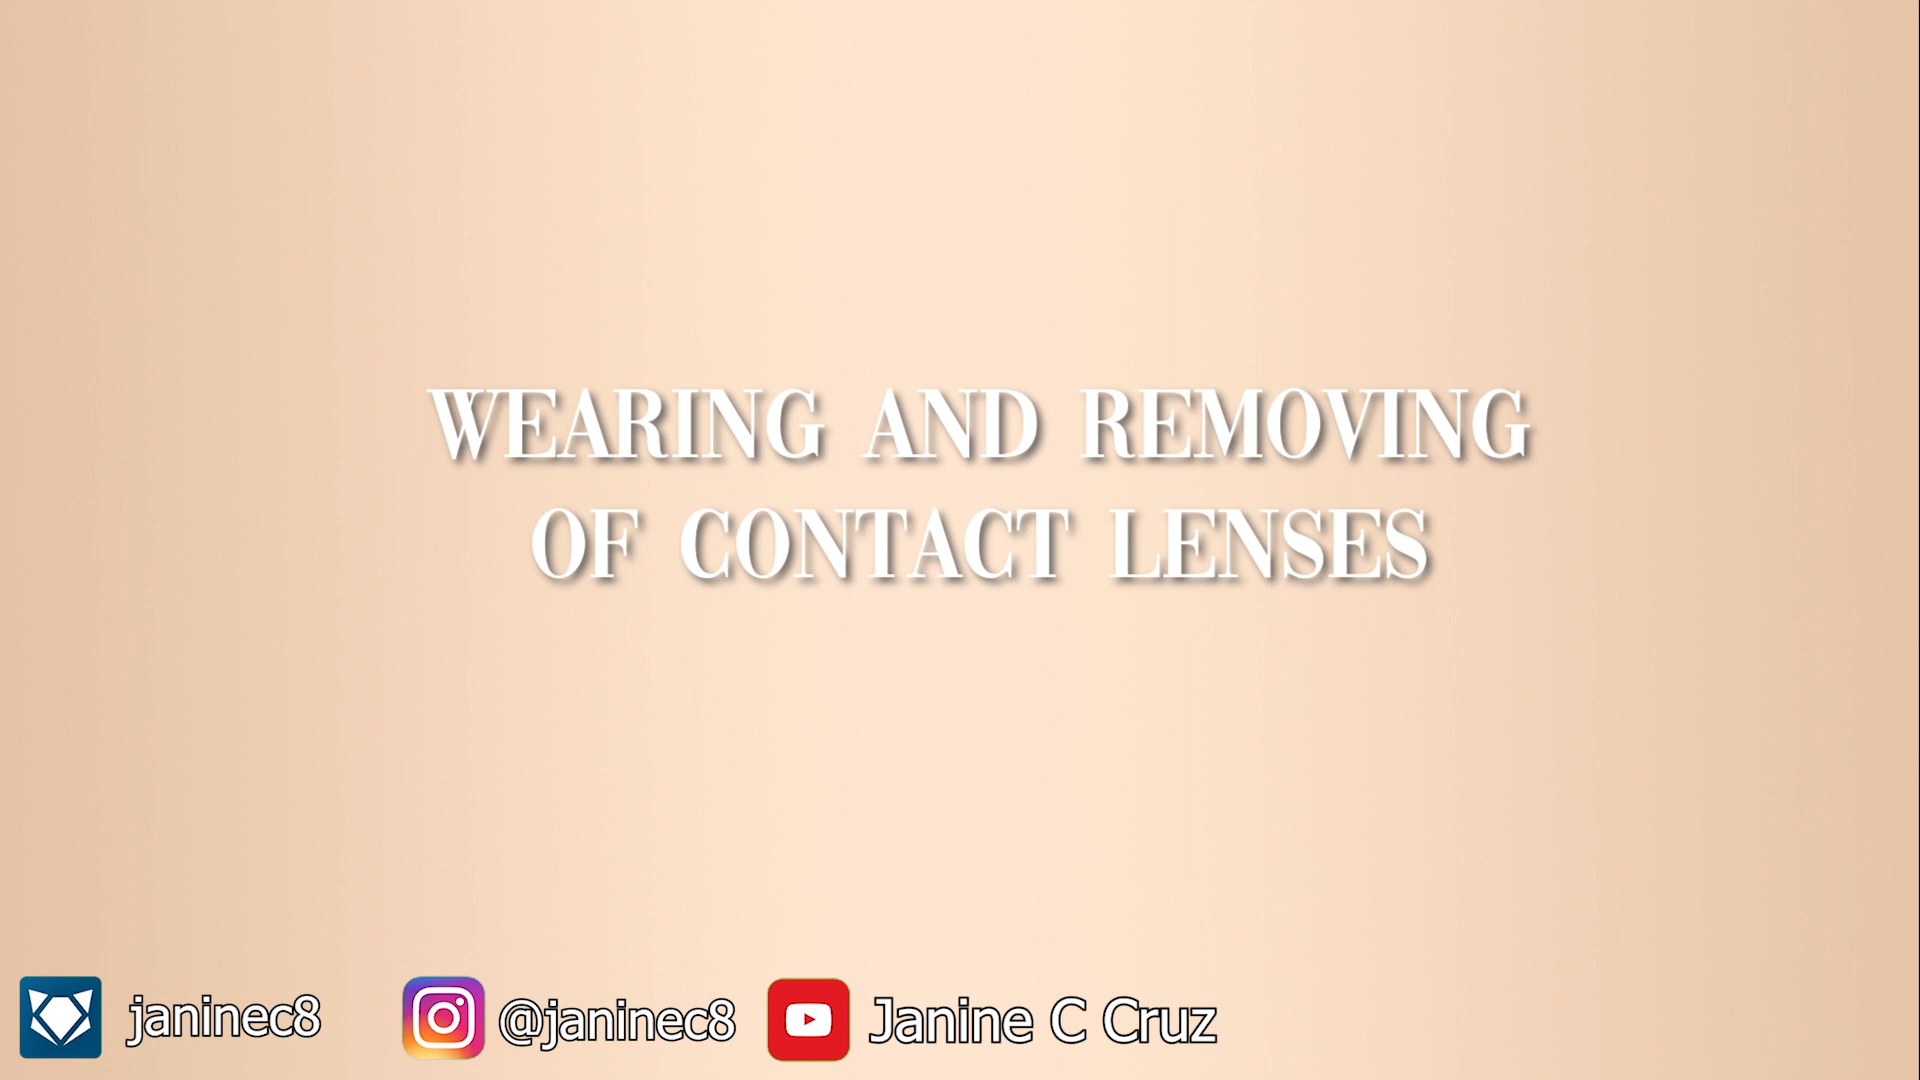 WEARING AND REMOVING
OF CONTACT LENSES
janinec8
@janinec8
Janine C Cruz